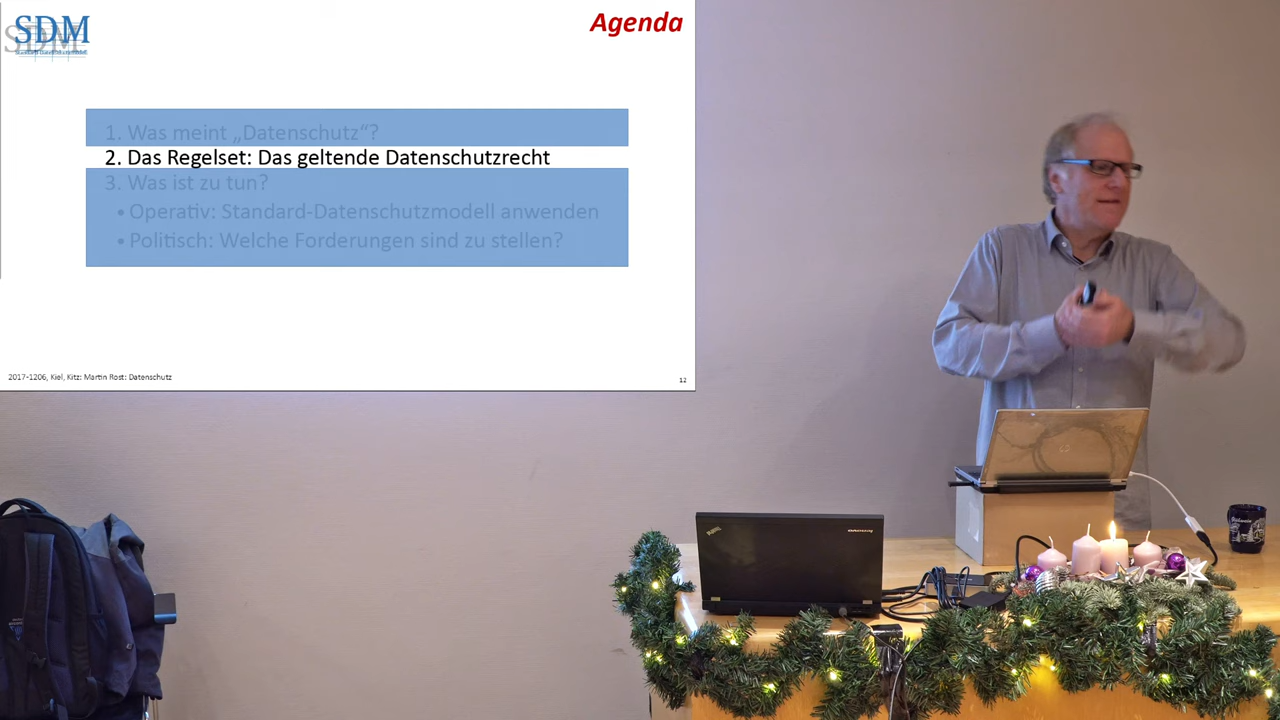 SDM
Agenda
1. Was meint „Datenschutz“?
2. Das Regelset: Das geltende Datenschutzrecht
3. Was ist zu tun?
• Operativ: Standard-Datenschutzmodell anwenden
• Politisch: Welche Forderungen sind zu stellen?
2017-1206, Kiel, Kitz: Martin Rost: Datenschutz
12